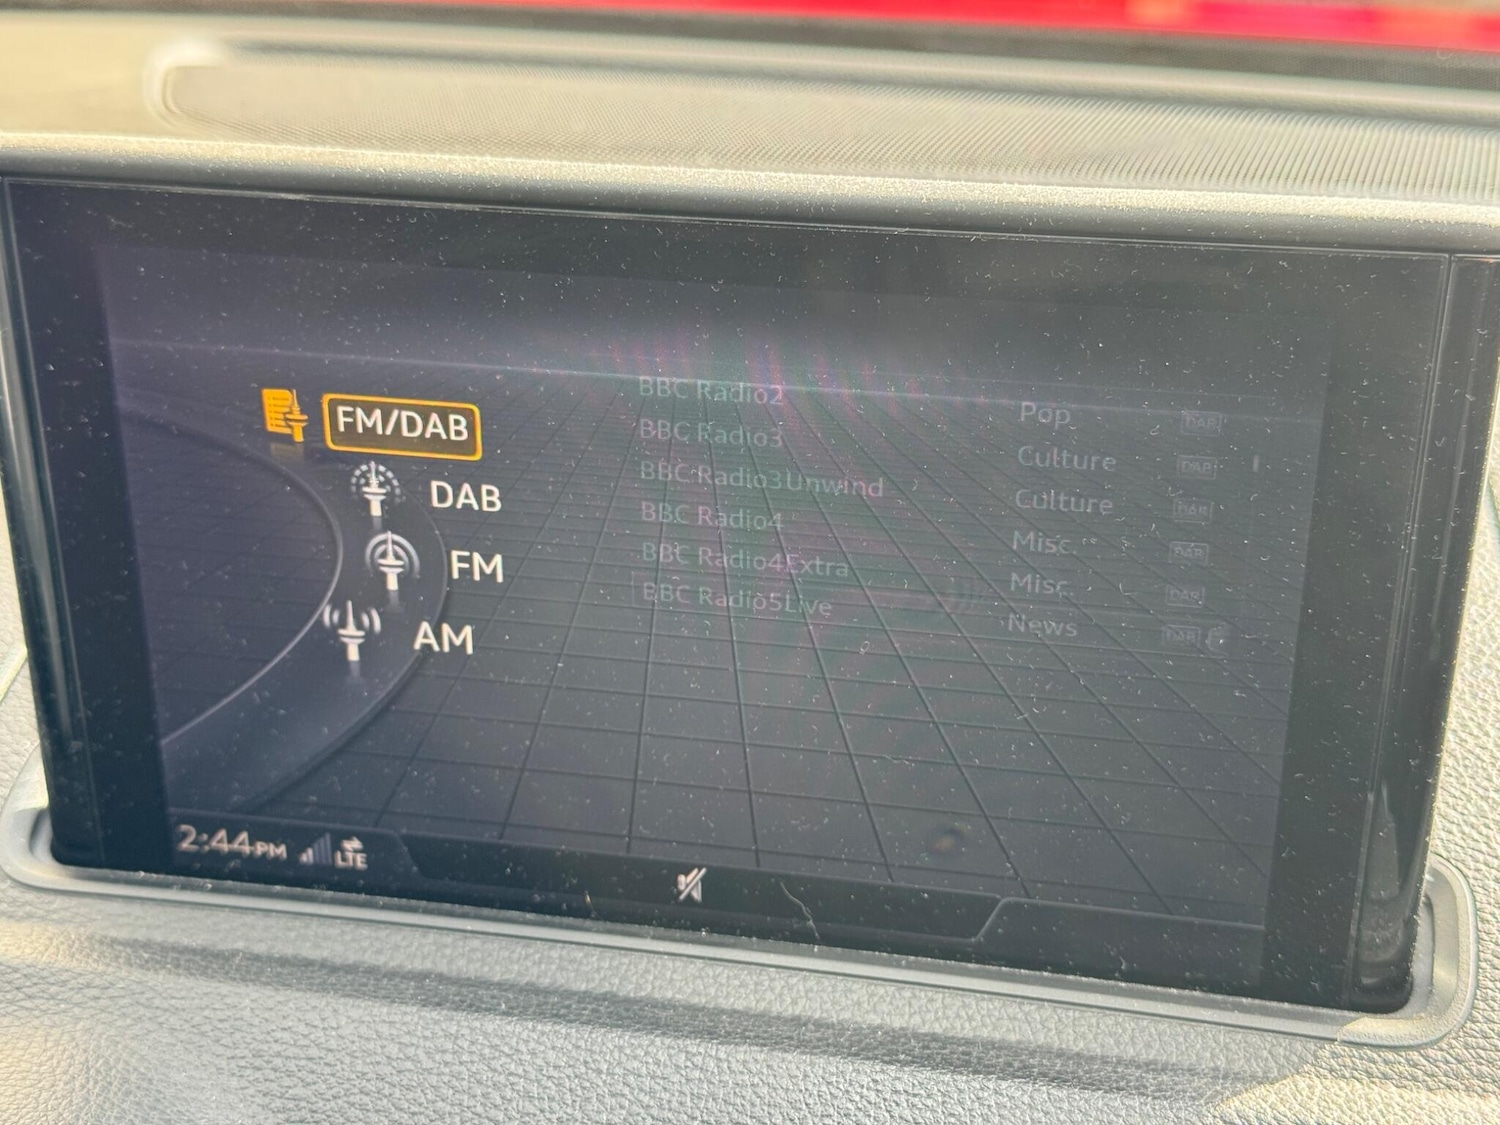 FM/DAB
DAB
FM
AM
BBC Radio2 Pop DAB
BBC Radio3 Culture DAB
BBC Radio3Unwind Culture DAB
BBC Radio4 Misc DAB
BBC Radio4Extra Misc DAB
BBC Radio5Live News DAB
2:44PM LTE